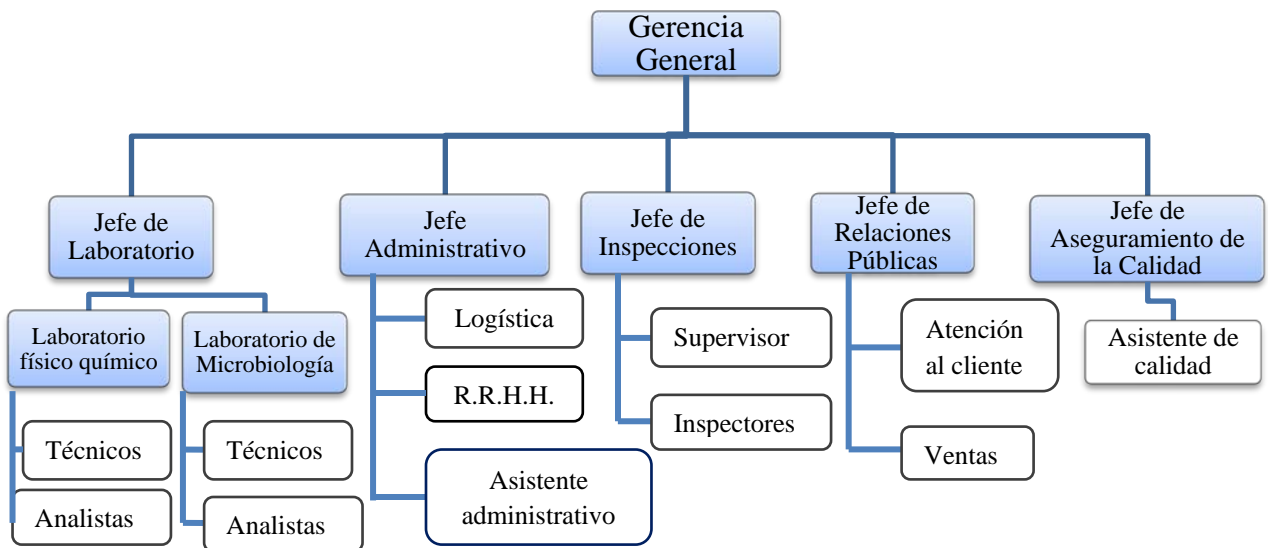 Gerencia
General
Jefe de
Laboratorio
Jefe
Administrativo
Jefe de
Inspecciones
Jefe de
Relaciones
Públicas
Jefe de
Aseguramiento de
la Calidad
Laboratorio
físico químico
Laboratorio de
Microbiología
Técnicos
Analistas
Técnicos
Analistas
Logística
R.R.H.H.
Asistente
administrativo
Supervisor
Inspectores
Atención
al cliente
Ventas
Asistente de
calidad